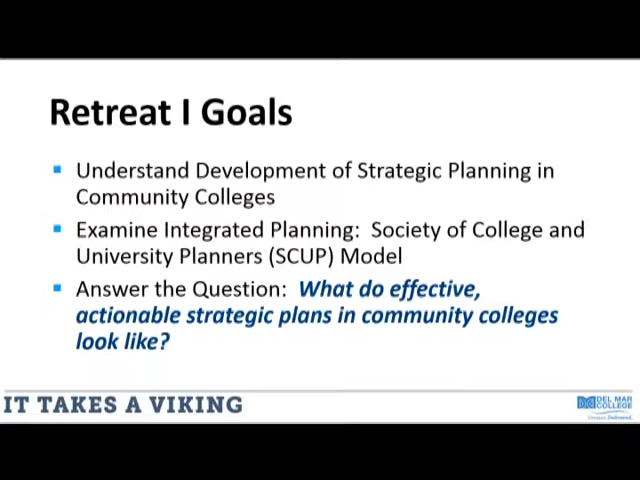 Retreat I Goals
Understand Development of Strategic Planning in
Community Colleges
Examine Integrated Planning:  Society of College and
University Planners (SCUP) Model
Answer the Question:  What do effective,
actionable strategic plans in community colleges
look like?
IT TAKES A VIKING
DEL MAR
COLLEGE